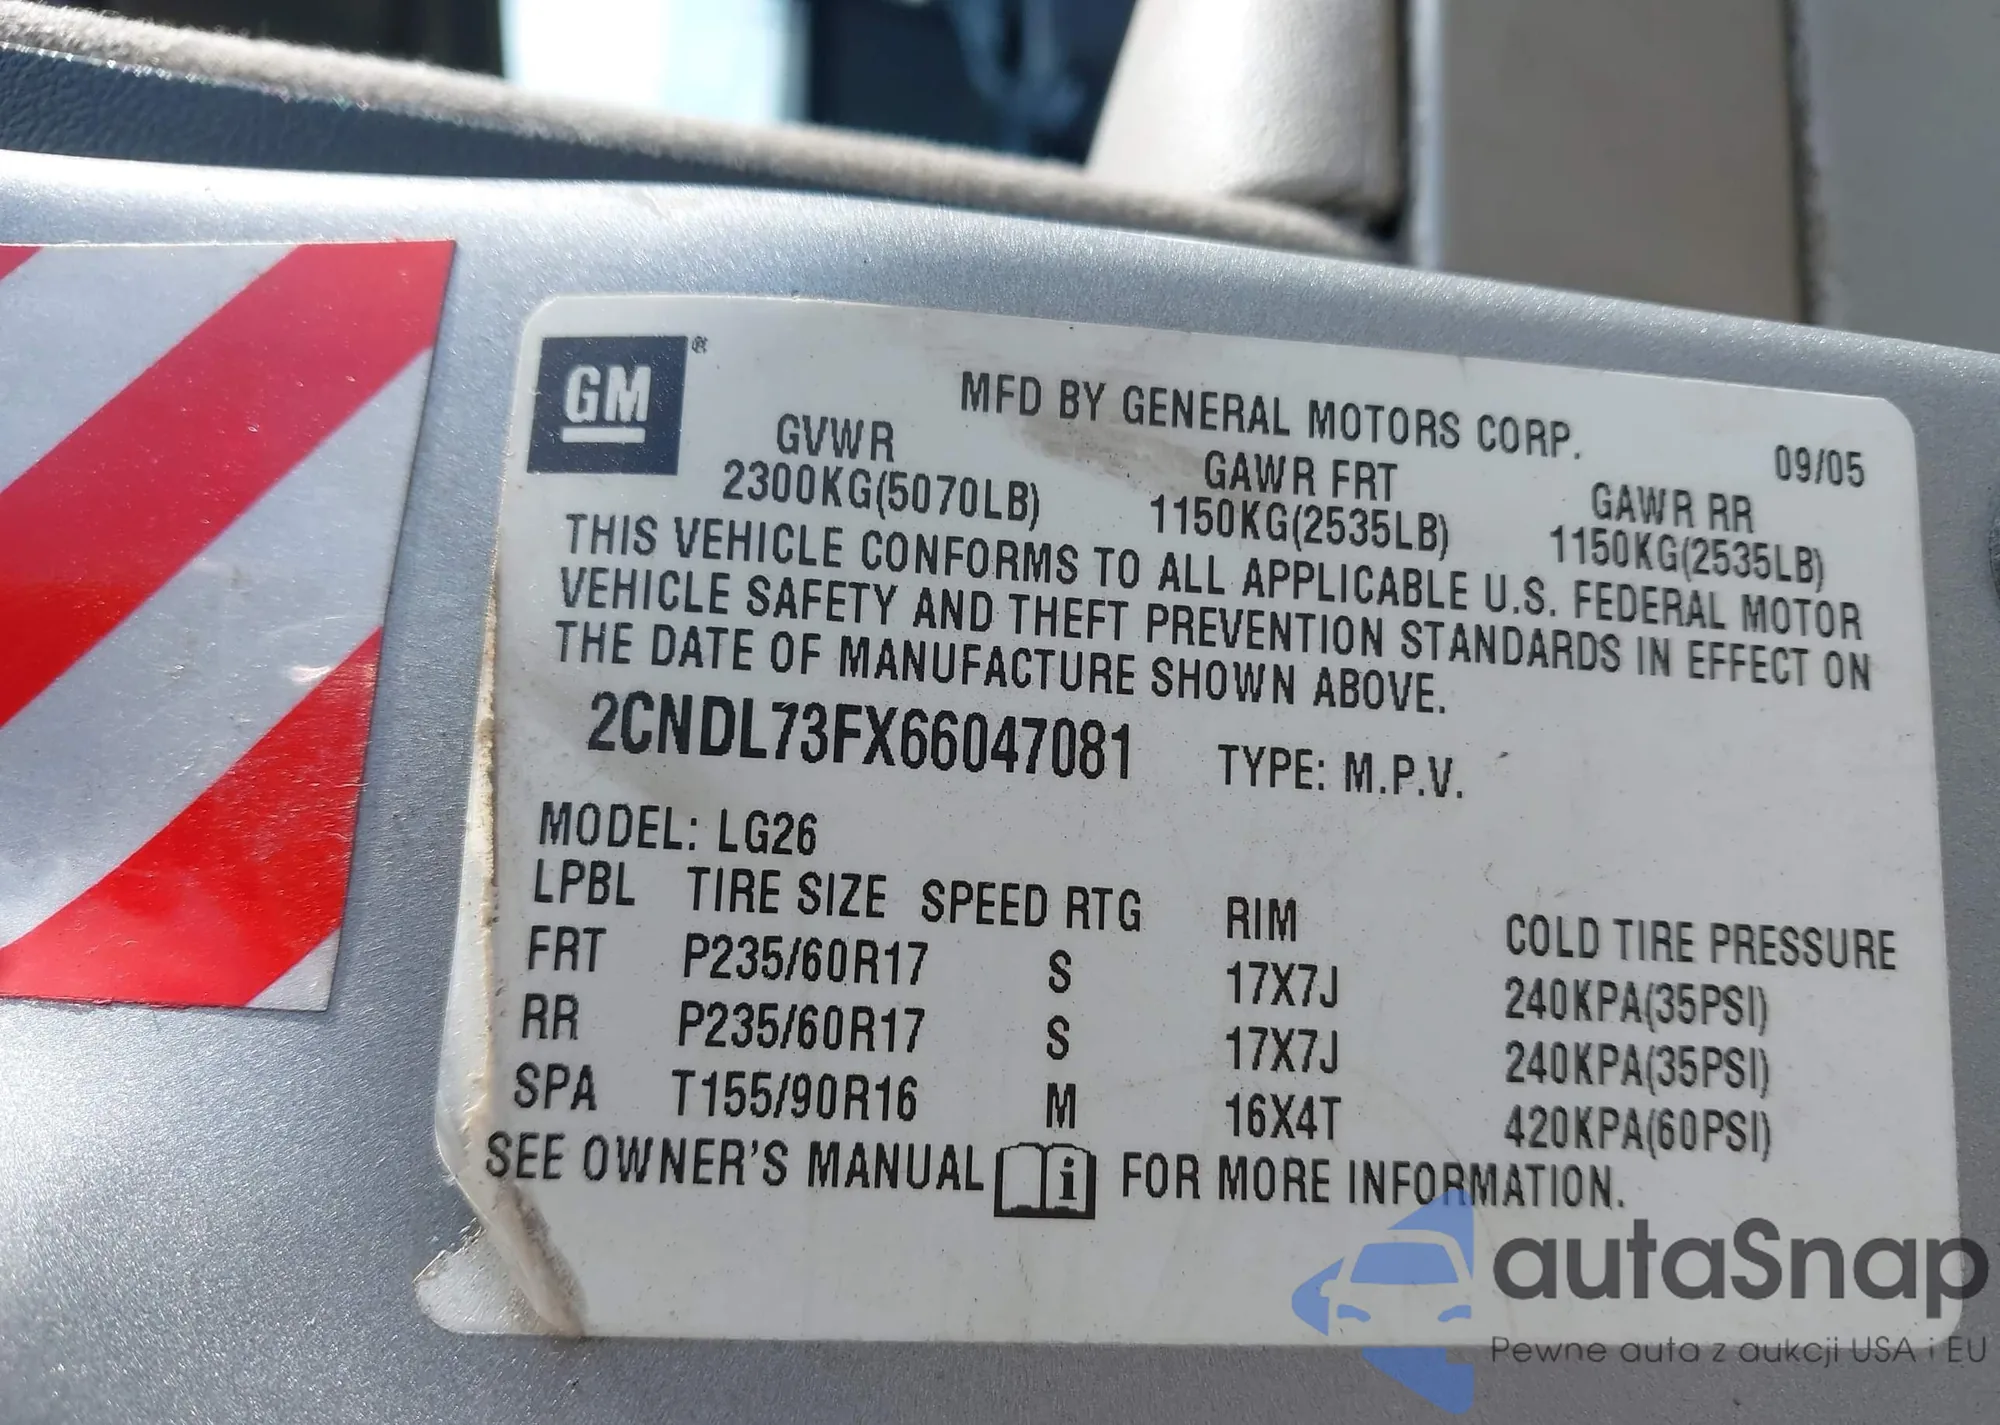 GM®
MFD BY GENERAL MOTORS CORP.
09/05
GVWR GAWR FRT GAWR RR
2300KG(5070LB) 1150KG(2535LB) 1150KG(2535LB)
THIS VEHICLE CONFORMS TO ALL APPLICABLE U.S. FEDERAL MOTOR
VEHICLE SAFETY AND THEFT PREVENTION STANDARDS IN EFFECT ON
THE DATE OF MANUFACTURE SHOWN ABOVE.
2CNDL73FX66047081 TYPE: M.P.V.
MODEL: LG26
LPBL TIRE SIZE SPEED RTG RIM COLD TIRE PRESSURE
FRT P235/60R17 S 17X7J 240KPA(35PSI)
RR P235/60R17 S 17X7J 240KPA(35PSI)
SPA T155/90R16 M 16X4T 420KPA(60PSI)
SEE OWNER'S MANUAL i FOR MORE INFORMATION.
autaSnap
Pewne auta z aukcji USA i EU